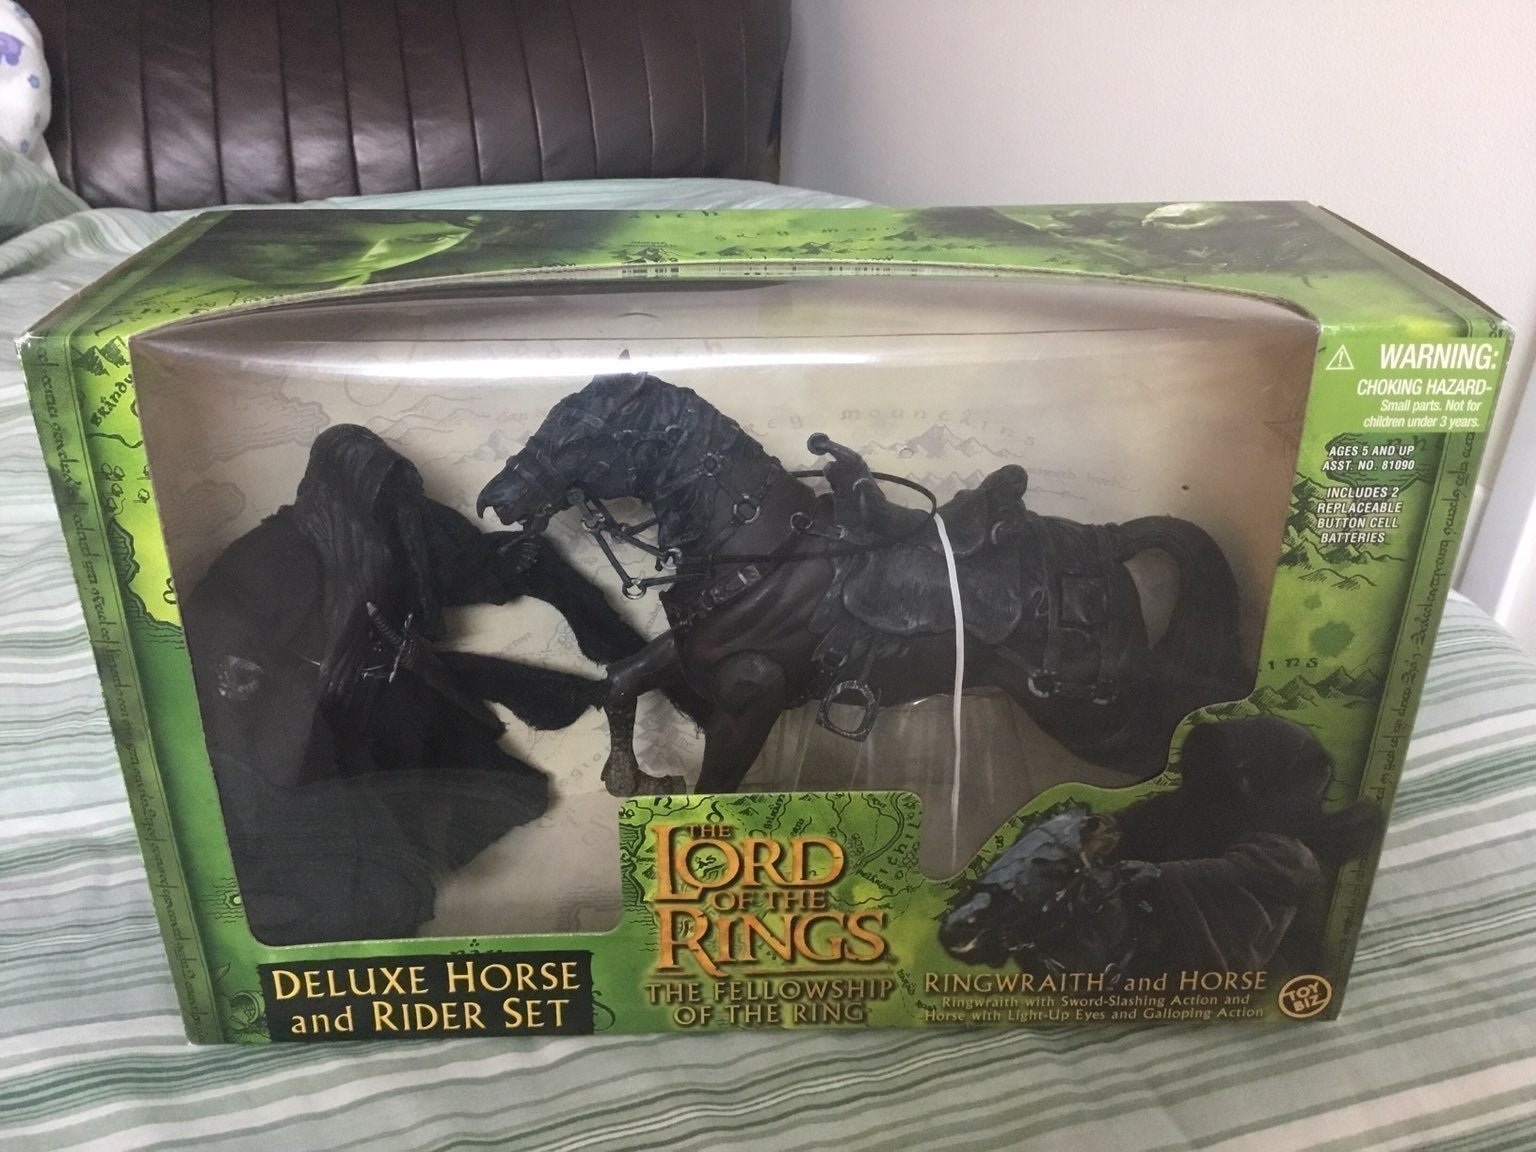 WARNING:
CHOKING HAZARD-
Small parts. Not for
children under 3 years.
AGES 5 AND UP
ASST. NO. 81090
INCLUDES 2
REPLACEABLE
BUTTON CELL
BATTERIES
THE
LORD
OF THE
RINGS
THE FELLOWSHIP
OF THE RING
DELUXE HORSE
and RIDER SET
RINGWRAITH and HORSE
Ringwraith with Sword-Slashing Action and
Horse with Light-Up Eyes and Galloping Action
TOY
BIZ